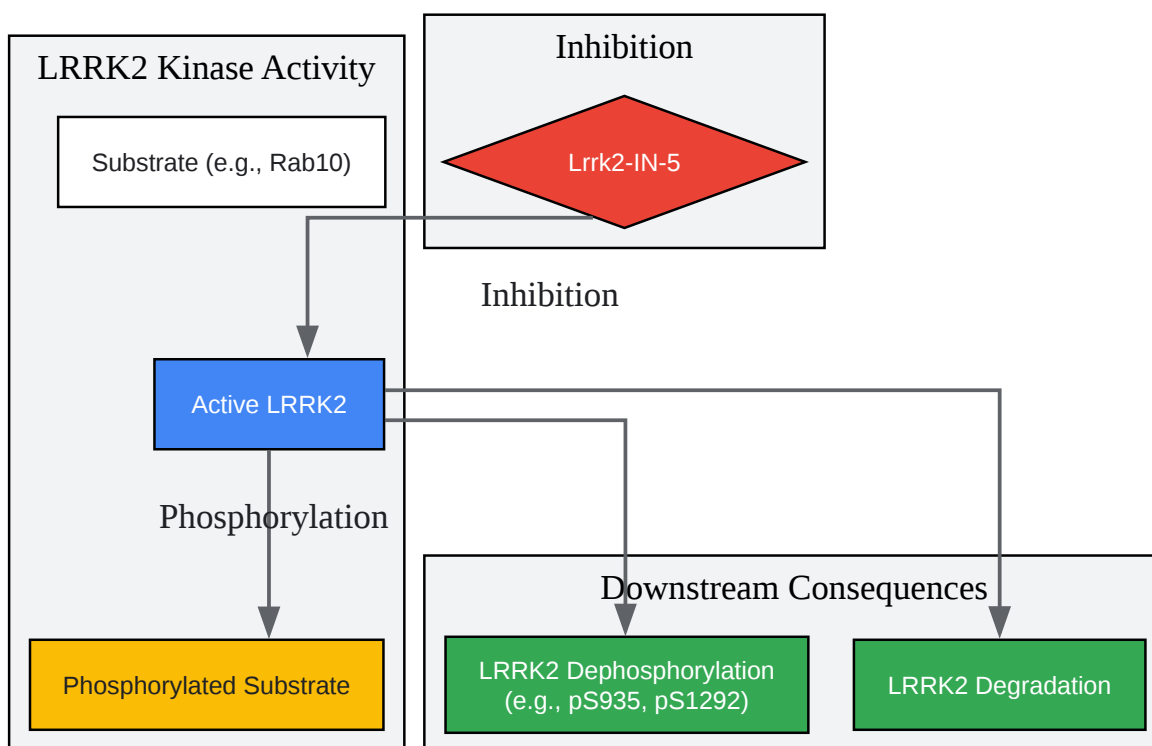 LRRK2 Kinase Activity
Inhibition
Substrate (e.g., Rab10)
Lrrk2-IN-5
Inhibition
Active LRRK2
Phosphorylation
Downstream Consequences
Phosphorylated Substrate
LRRK2 Dephosphorylation
(e.g., pS935, pS1292)
LRRK2 Degradation